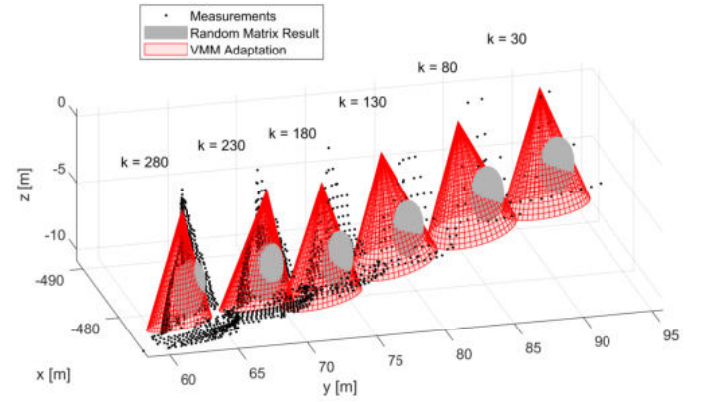 Measurements
Random Matrix Result
VMM Adaptation
k = 30
k = 80
k = 130
k = 180
k = 230
k = 280
0
-5
-10
z [m]
-490
-480
x [m]
60
65
70
75
80
85
90
95
y [m]